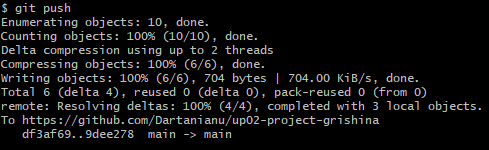 $ git push
Enumerating objects: 10, done.
Counting objects: 100% (10/10), done.
Delta compression using up to 2 threads
Compressing objects: 100% (6/6), done.
Writing objects: 100% (6/6), 704 bytes | 704.00 KiB/s, done.
Total 6 (delta 4), reused 0 (delta 0), pack-reused 0 (from 0)
remote: Resolving deltas: 100% (4/4), completed with 3 local objects.
To https://github.com/Dartanianu/up02-project-grishina
   df3af69..9dee278  main -> main